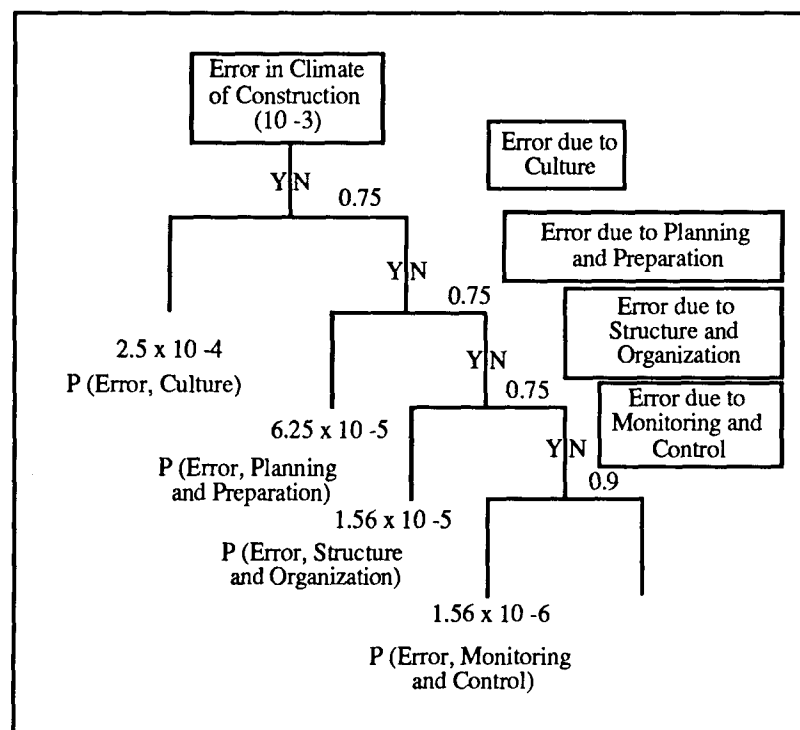 Error in Climate
of Construction
(10 -3)
Error due to
Culture
Y N
0.75
Error due to Planning
and Preparation
Y N
0.75
Error due to
Structure and
Organization
2.5 x 10 -4
P (Error, Culture)
Y N
0.75
Error due to
Monitoring and
Control
6.25 x 10 -5
P (Error, Planning
and Preparation)
Y N
0.9
1.56 x 10 -5
P (Error, Structure
and Organization)
1.56 x 10 -6
P (Error, Monitoring
and Control)